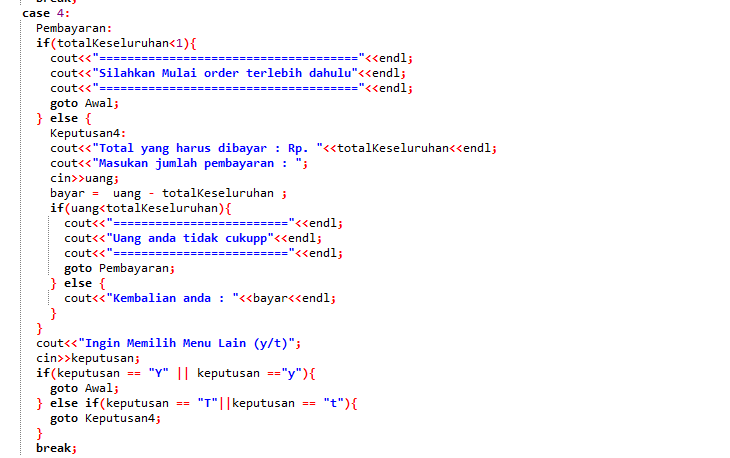 break;
case 4:
Pembayaran:
if(totalKeseluruhan<1){
cout<<"====================================="<<endl;
cout<<"Silahkan Mulai order terlebih dahulu"<<endl;
cout<<"====================================="<<endl;
goto Awal;
} else {
Keputusan4:
cout<<"Total yang harus dibayar : Rp. "<<totalKeseluruhan<<endl;
cout<<"Masukan jumlah pembayaran : ";
cin>>uang;
bayar =  uang - totalKeseluruhan ;
if(uang<totalKeseluruhan){
cout<<"========================="<<endl;
cout<<"Uang anda tidak cukupp"<<endl;
cout<<"========================="<<endl;
goto Pembayaran;
} else {
cout<<"Kembalian anda : "<<bayar<<endl;
}
}
cout<<"Ingin Memilih Menu Lain (y/t)";
cin>>keputusan;
if(keputusan == "Y" || keputusan =="y"){
goto Awal;
} else if(keputusan == "T"||keputusan == "t"){
goto Keputusan4;
}
break;